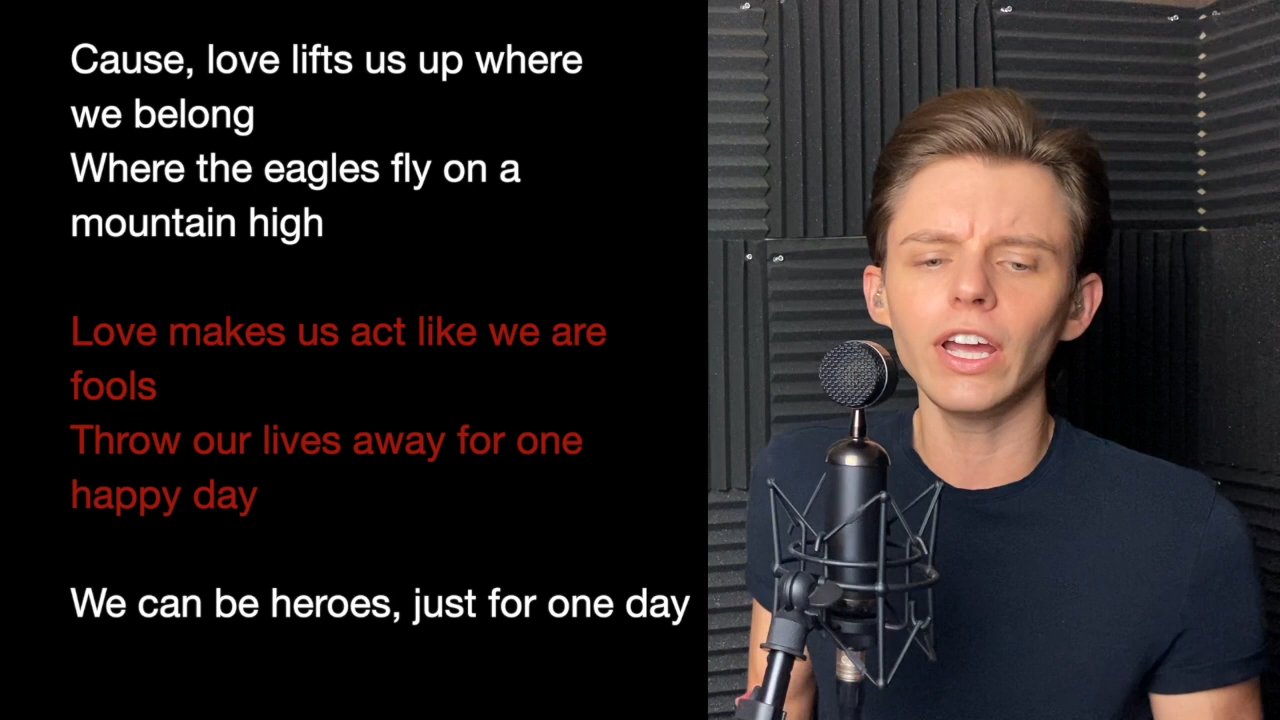 Cause, love lifts us up where
we belong
Where the eagles fly on a
mountain high
Love makes us act like we are
fools
Throw our lives away for one
happy day
We can be heroes, just for one day